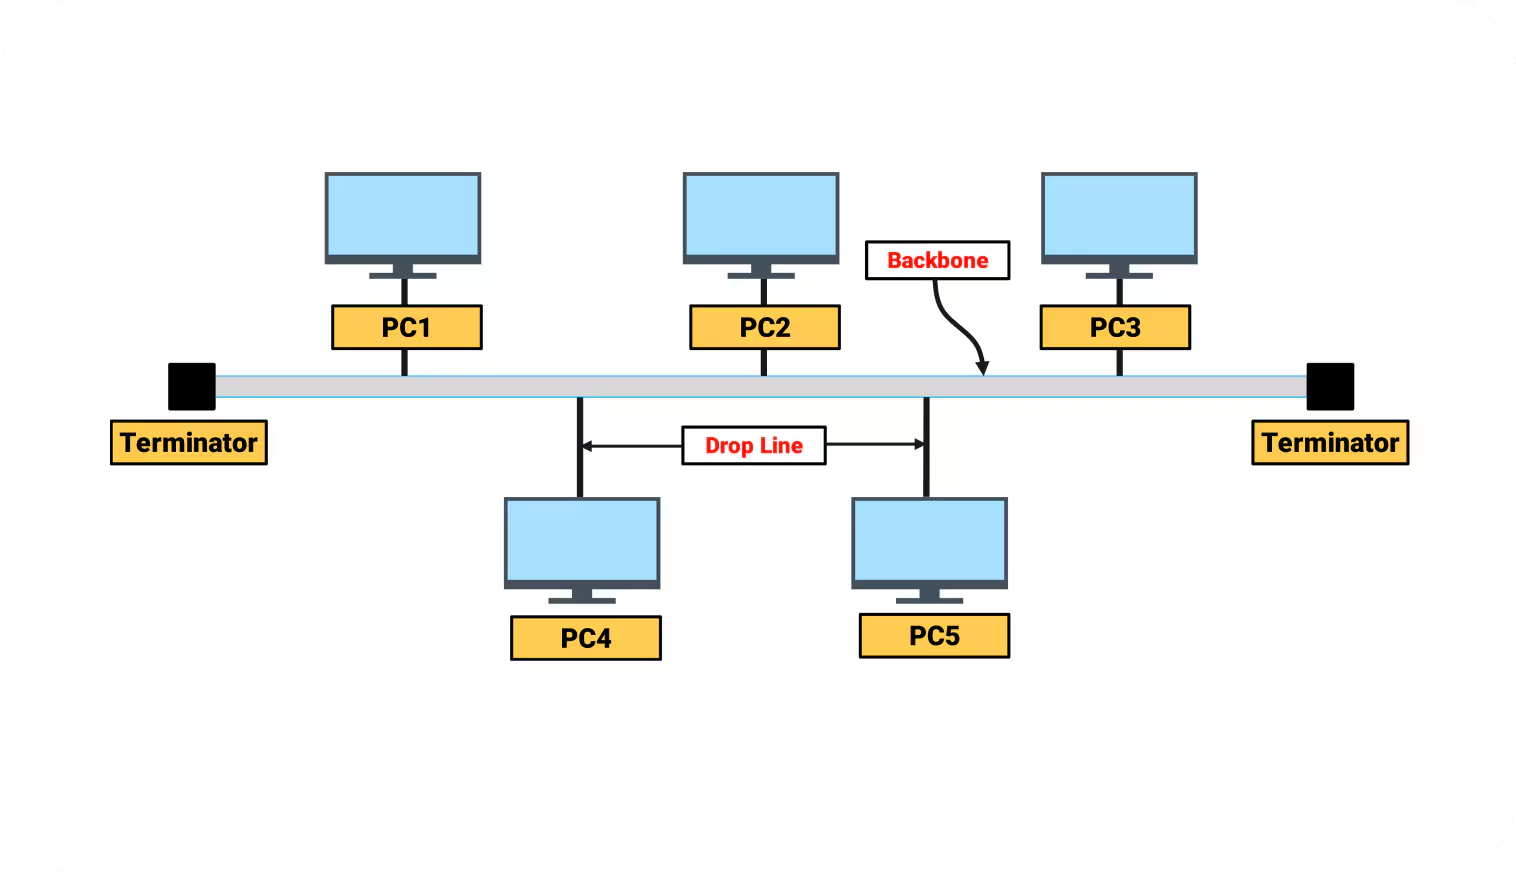 Backbone
PC1
PC2
PC3
Terminator
Drop Line
Terminator
PC4
PC5